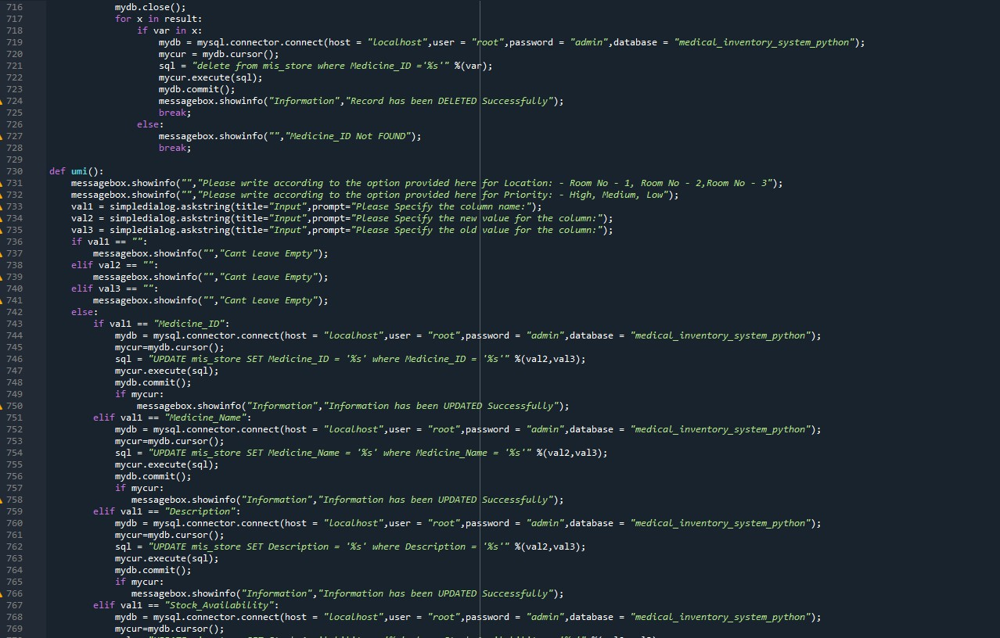 716 mydb.close();
717 for x in result:
718 if var in x:
719 mydb = mysql.connector.connect(host = "localhost",user = "root",password = "admin",database = "medical_inventory_system_python");
720 mycur = mydb.cursor();
721 sql = "delete from mis_store where Medicine_ID ='%s'" %(var);
722 mycur.execute(sql);
723 mydb.commit();
724 messagebox.showinfo("Information","Record has been DELETED Successfully");
725 break;
726 else:
727 messagebox.showinfo("","Medicine_ID Not FOUND");
728 break;
729
730 def umi():
731 messagebox.showinfo("","Please write according to the option provided here for Location: - Room No - 1, Room No - 2,Room No - 3");
732 messagebox.showinfo("","Please write according to the option provided here for Priority: - High, Medium, Low");
733 val1 = simpledialog.askstring(title="Input",prompt="Please Specify the column name:");
734 val2 = simpledialog.askstring(title="Input",prompt="Please Specify the new value for the column:");
735 val3 = simpledialog.askstring(title="Input",prompt="Please Specify the old value for the column:");
736 if val1 == "":
737 messagebox.showinfo("","Cant Leave Empty");
738 elif val2 == "":
739 messagebox.showinfo("","Cant Leave Empty");
740 elif val3 == "":
741 messagebox.showinfo("","Cant Leave Empty");
742 else:
743 if val1 == "Medicine_ID":
744 mydb = mysql.connector.connect(host = "localhost",user = "root",password = "admin",database = "medical_inventory_system_python");
745 mycur=mydb.cursor();
746 sql = "UPDATE mis_store SET Medicine_ID = '%s' where Medicine_ID = '%s'" %(val2,val3);
747 mycur.execute(sql);
748 mydb.commit();
749 if mycur:
750 messagebox.showinfo("Information","Information has been UPDATED Successfully");
751 elif val1 == "Medicine_Name":
752 mydb = mysql.connector.connect(host = "localhost",user = "root",password = "admin",database = "medical_inventory_system_python");
753 mycur=mydb.cursor();
754 sql = "UPDATE mis_store SET Medicine_Name = '%s' where Medicine_Name = '%s'" %(val2,val3);
755 mycur.execute(sql);
756 mydb.commit();
757 if mycur:
758 messagebox.showinfo("Information","Information has been UPDATED Successfully");
759 elif val1 == "Description":
760 mydb = mysql.connector.connect(host = "localhost",user = "root",password = "admin",database = "medical_inventory_system_python");
761 mycur=mydb.cursor();
762 sql = "UPDATE mis_store SET Description = '%s' where Description = '%s'" %(val2,val3);
763 mycur.execute(sql);
764 mydb.commit();
765 if mycur:
766 messagebox.showinfo("Information","Information has been UPDATED Successfully");
767 elif val1 == "Stock_Availability":
768 mydb = mysql.connector.connect(host = "localhost",user = "root",password = "admin",database = "medical_inventory_system_python");
769 mycur=mydb.cursor();